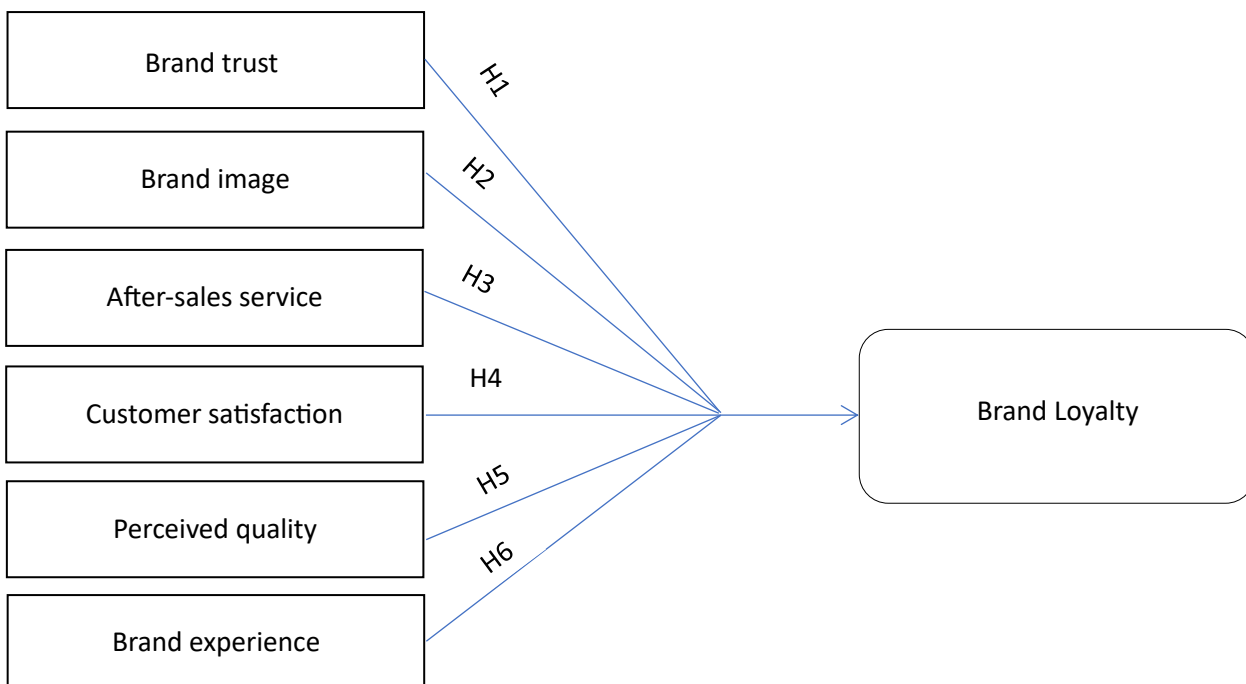 Brand trust
H1
Brand image
H2
After-sales service
H3
Customer satisfaction
H4
Brand Loyalty
Perceived quality
H5
Brand experience
H6